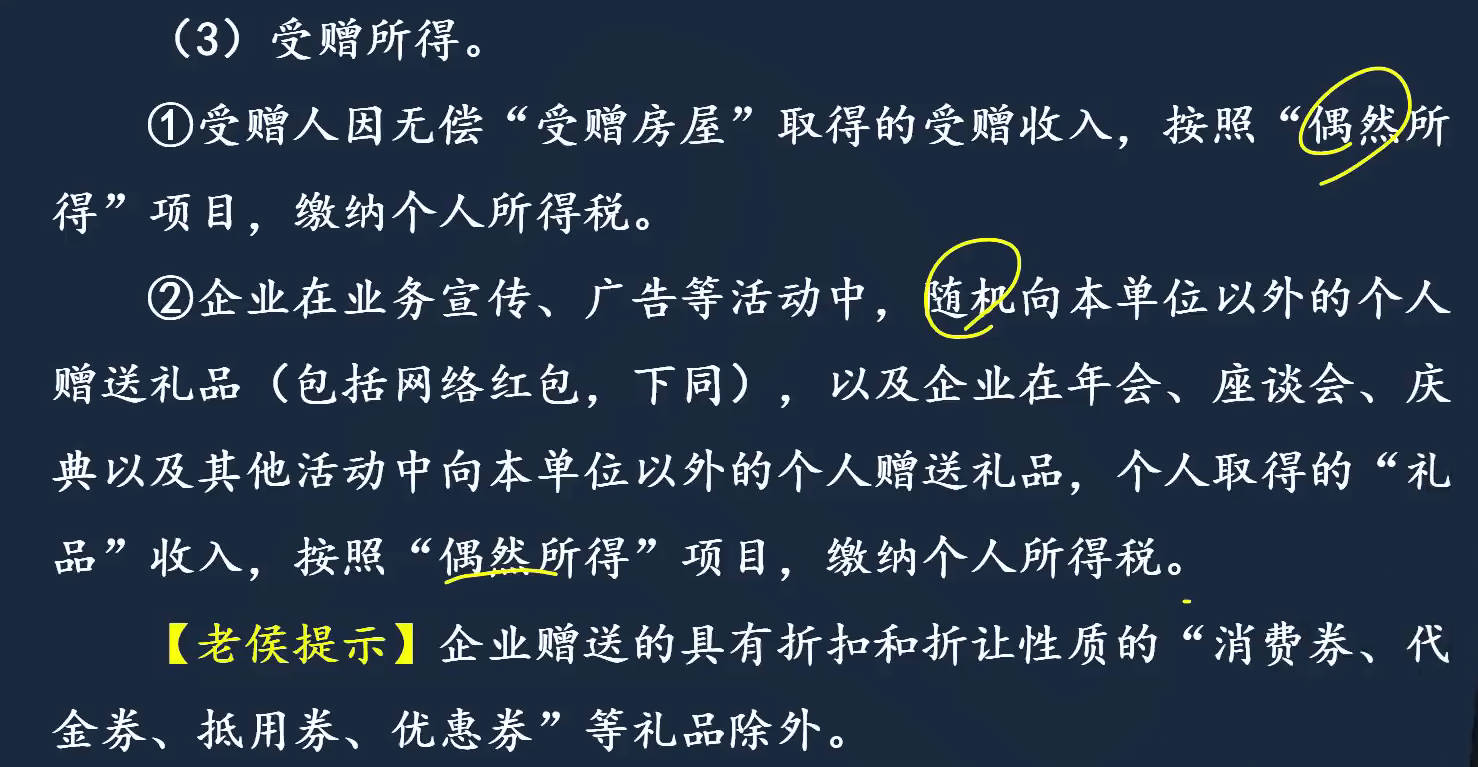 （3）受赠所得。
①受赠人因无偿“受赠房屋”取得的受赠收入，按照“偶然所
得”项目，缴纳个人所得税。
②企业在业务宣传、广告等活动中，随机向本单位以外的个人
赠送礼品（包括网络红包，下同），以及企业在年会、座谈会、庆
典以及其他活动中向本单位以外的个人赠送礼品，个人取得的“礼
品”收入，按照“偶然所得”项目，缴纳个人所得税。
【老侯提示】企业赠送的具有折扣和折让性质的“消费券、代
金券、抵用券、优惠券”等礼品除外。